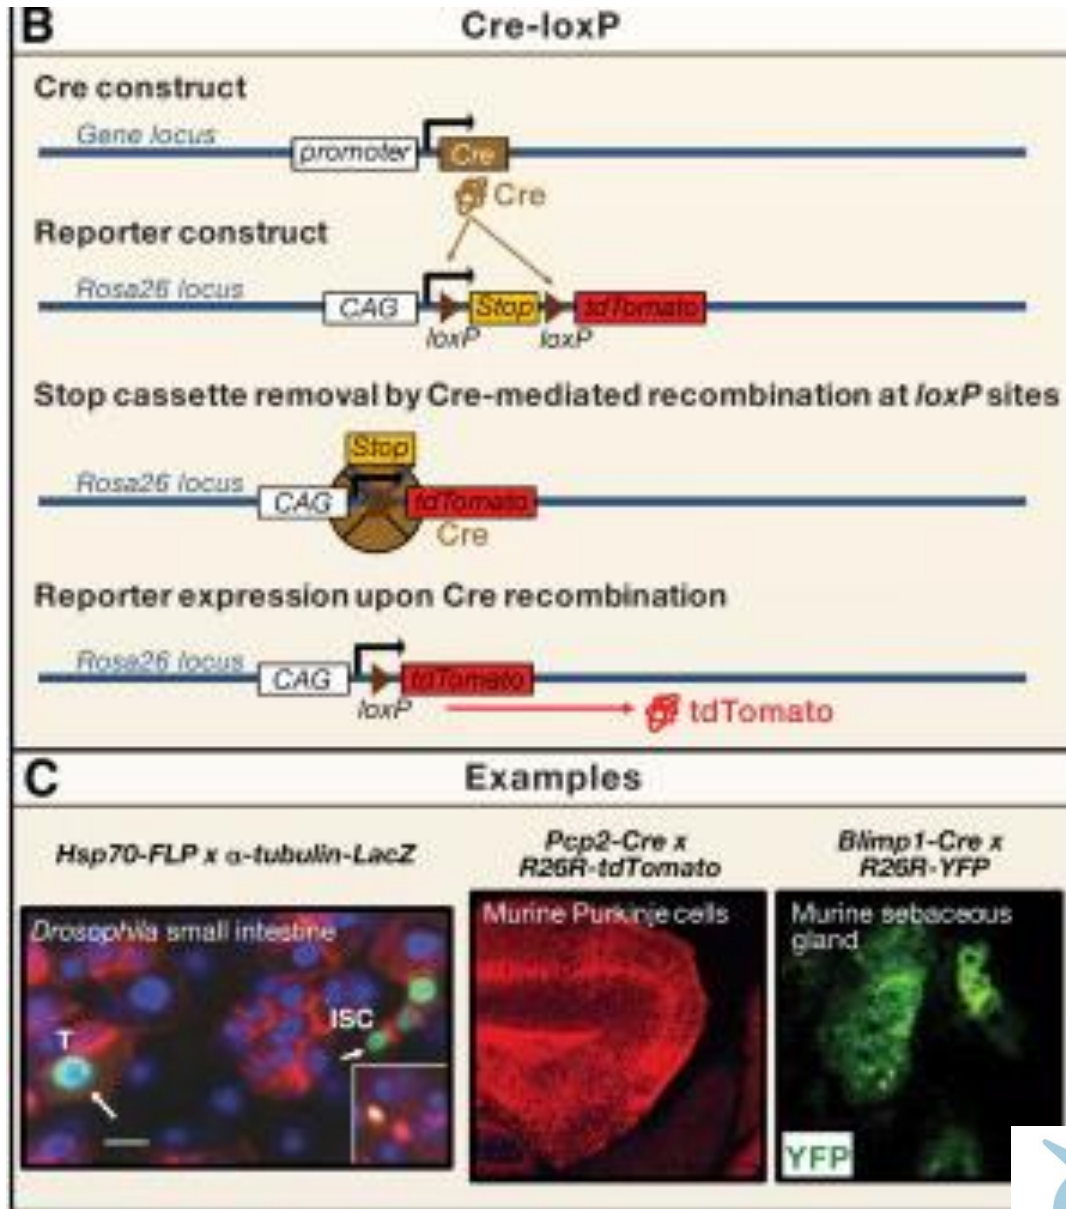 B
Cre-loxP
Cre construct
Gene locus
promoter
Cre
Cre
Reporter construct
Rosa26 locus
CAG
Stop
tdTomato
loxP
loxP
Stop cassette removal by Cre-mediated recombination at loxP sites
Stop
Rosa26 locus
CAG
tdTomato
Cre
Reporter expression upon Cre recombination
Rosa26 locus
CAG
tdTomato
loxP
tdTomato
C
Examples
Hsp70-FLP x α-tubulin-LacZ
Pcp2-Cre x
R26R-tdTomato
Blimp1-Cre x
R26R-YFP
Drosophila small intestine
ISC
T
Murine Purkinje cells
Murine sebaceous
gland
YFP